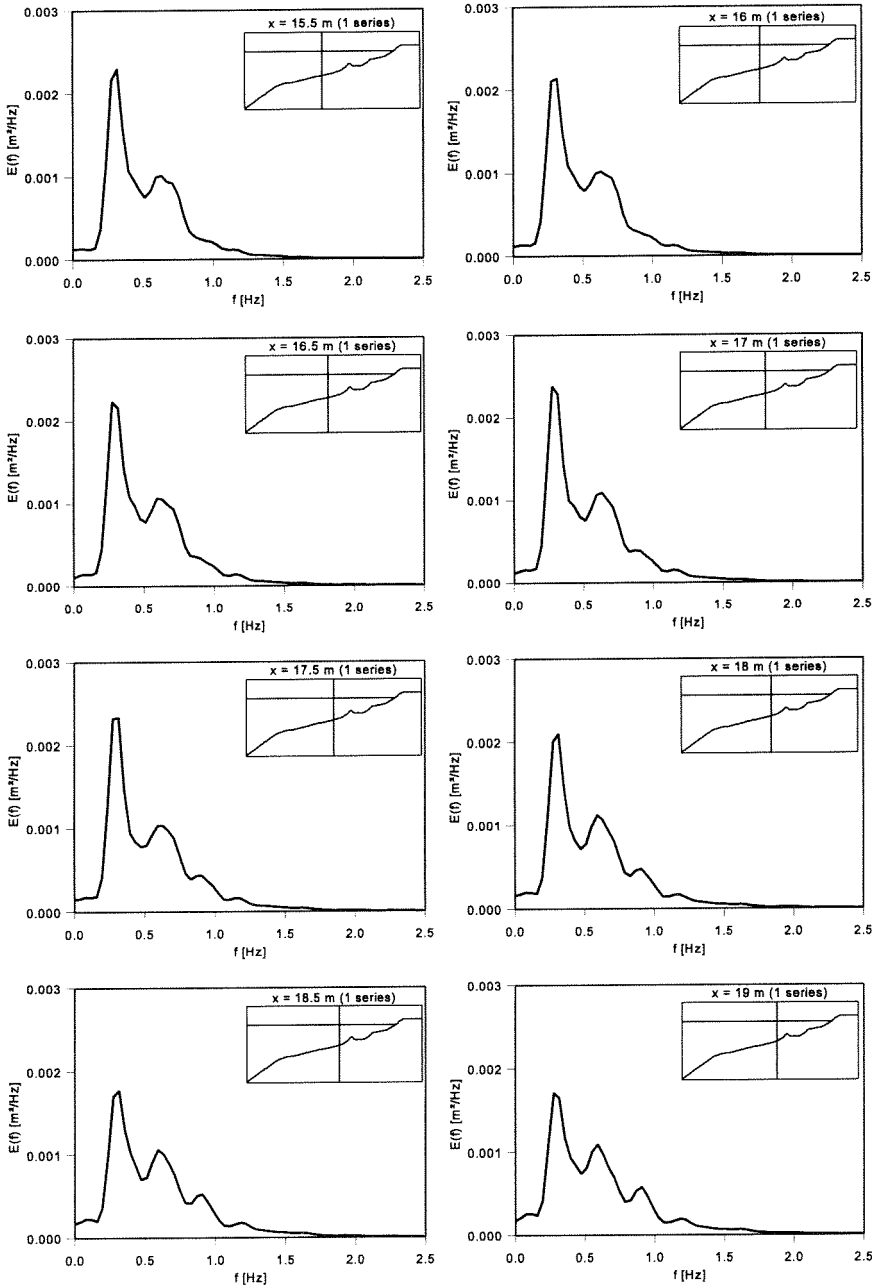 x = 15.5 m (1 series)
0.003
0.002
0.001
0.000
E(f) [m²/Hz]
0.0 0.5 1.0 1.5 2.0 2.5
f [Hz]
x = 16 m (1 series)
0.003
0.002
0.001
0.000
E(f) [m²/Hz]
0.0 0.5 1.0 1.5 2.0 2.5
f [Hz]
x = 16.5 m (1 series)
0.003
0.002
0.001
0.000
E(f) [m²/Hz]
0.0 0.5 1.0 1.5 2.0 2.5
f [Hz]
x = 17 m (1 series)
0.003
0.002
0.001
0.000
E(f) [m²/Hz]
0.0 0.5 1.0 1.5 2.0 2.5
f [Hz]
x = 17.5 m (1 series)
0.003
0.002
0.001
0.000
E(f) [m²/Hz]
0.0 0.5 1.0 1.5 2.0 2.5
f [Hz]
x = 18 m (1 series)
0.003
0.002
0.001
0.000
E(f) [m²/Hz]
0.0 0.5 1.0 1.5 2.0 2.5
f [Hz]
x = 18.5 m (1 series)
0.003
0.002
0.001
0.000
E(f) [m²/Hz]
0.0 0.5 1.0 1.5 2.0 2.5
f [Hz]
x = 19 m (1 series)
0.003
0.002
0.001
0.000
E(f) [m²/Hz]
0.0 0.5 1.0 1.5 2.0 2.5
f [Hz]